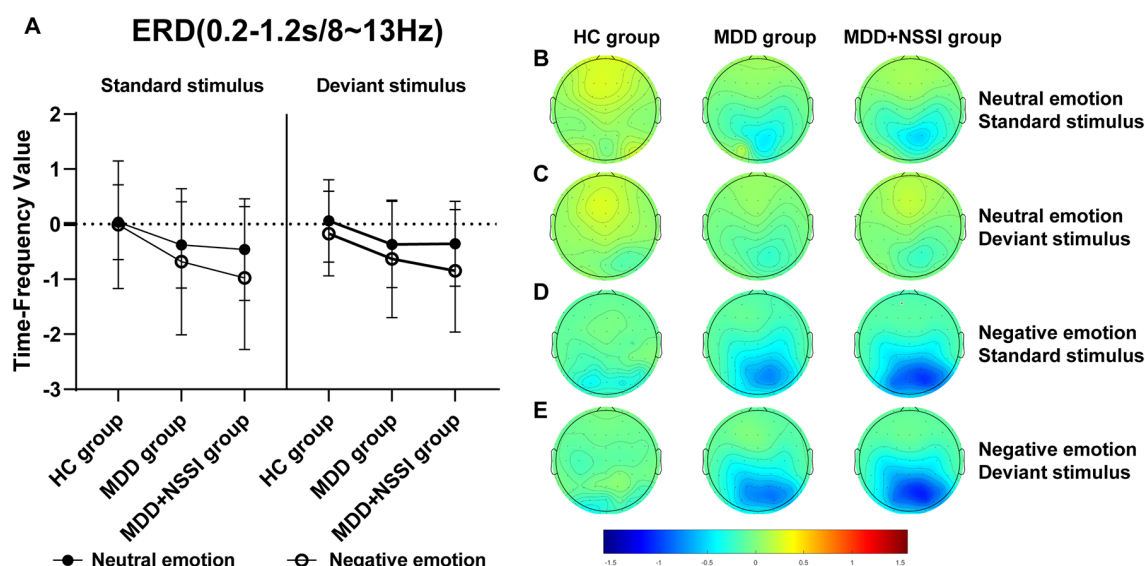 A
ERD(0.2-1.2s/8~13Hz)
Standard stimulus
Deviant stimulus
Time-Frequency Value
2
1
0
-1
-2
-3
HC group
MDD group
MDD+NSSI group
HC group
MDD group
MDD+NSSI group
Neutral emotion
Negative emotion
HC group
MDD group
MDD+NSSI group
B
Neutral emotion
Standard stimulus
C
Neutral emotion
Deviant stimulus
D
Negative emotion
Standard stimulus
E
Negative emotion
Deviant stimulus
-1.5
-1
-0.5
0
0.5
1
1.5